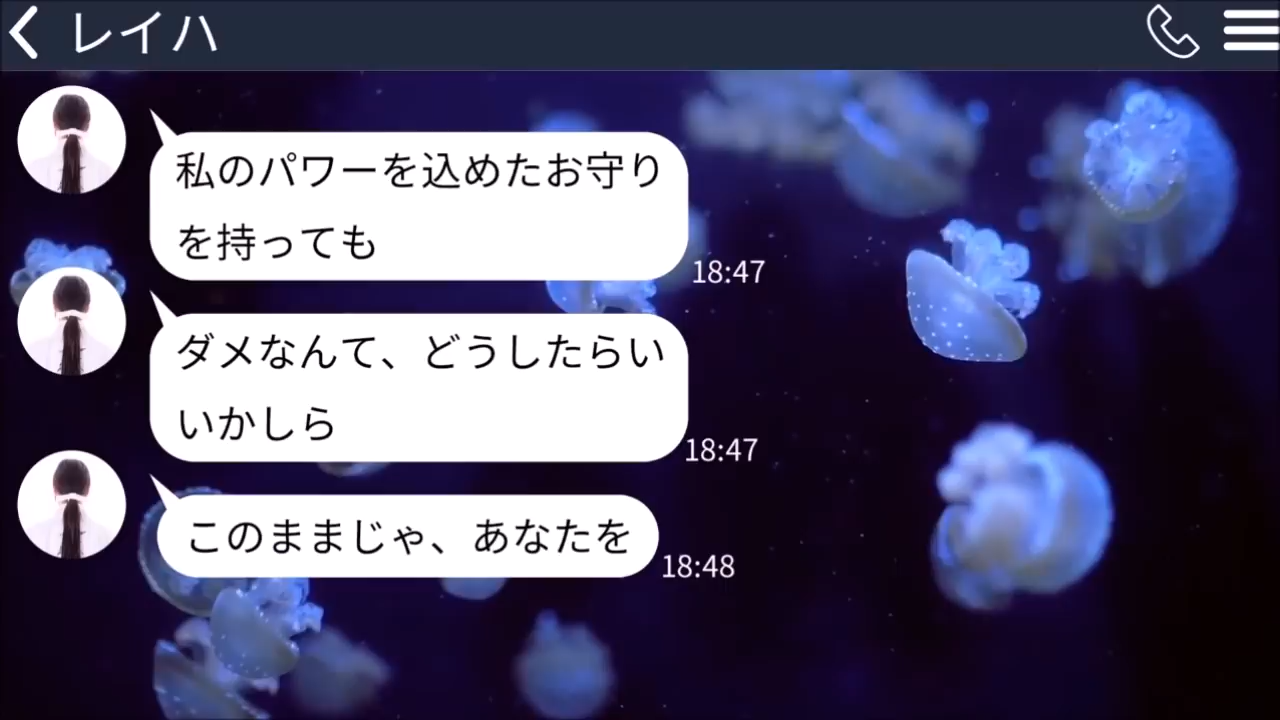 レイハ
私のパワーを込めたお守り
を持っても
18:47
ダメなんて、どうしたらい
いかしら
18:47
このままじゃ、あなたを
18:48